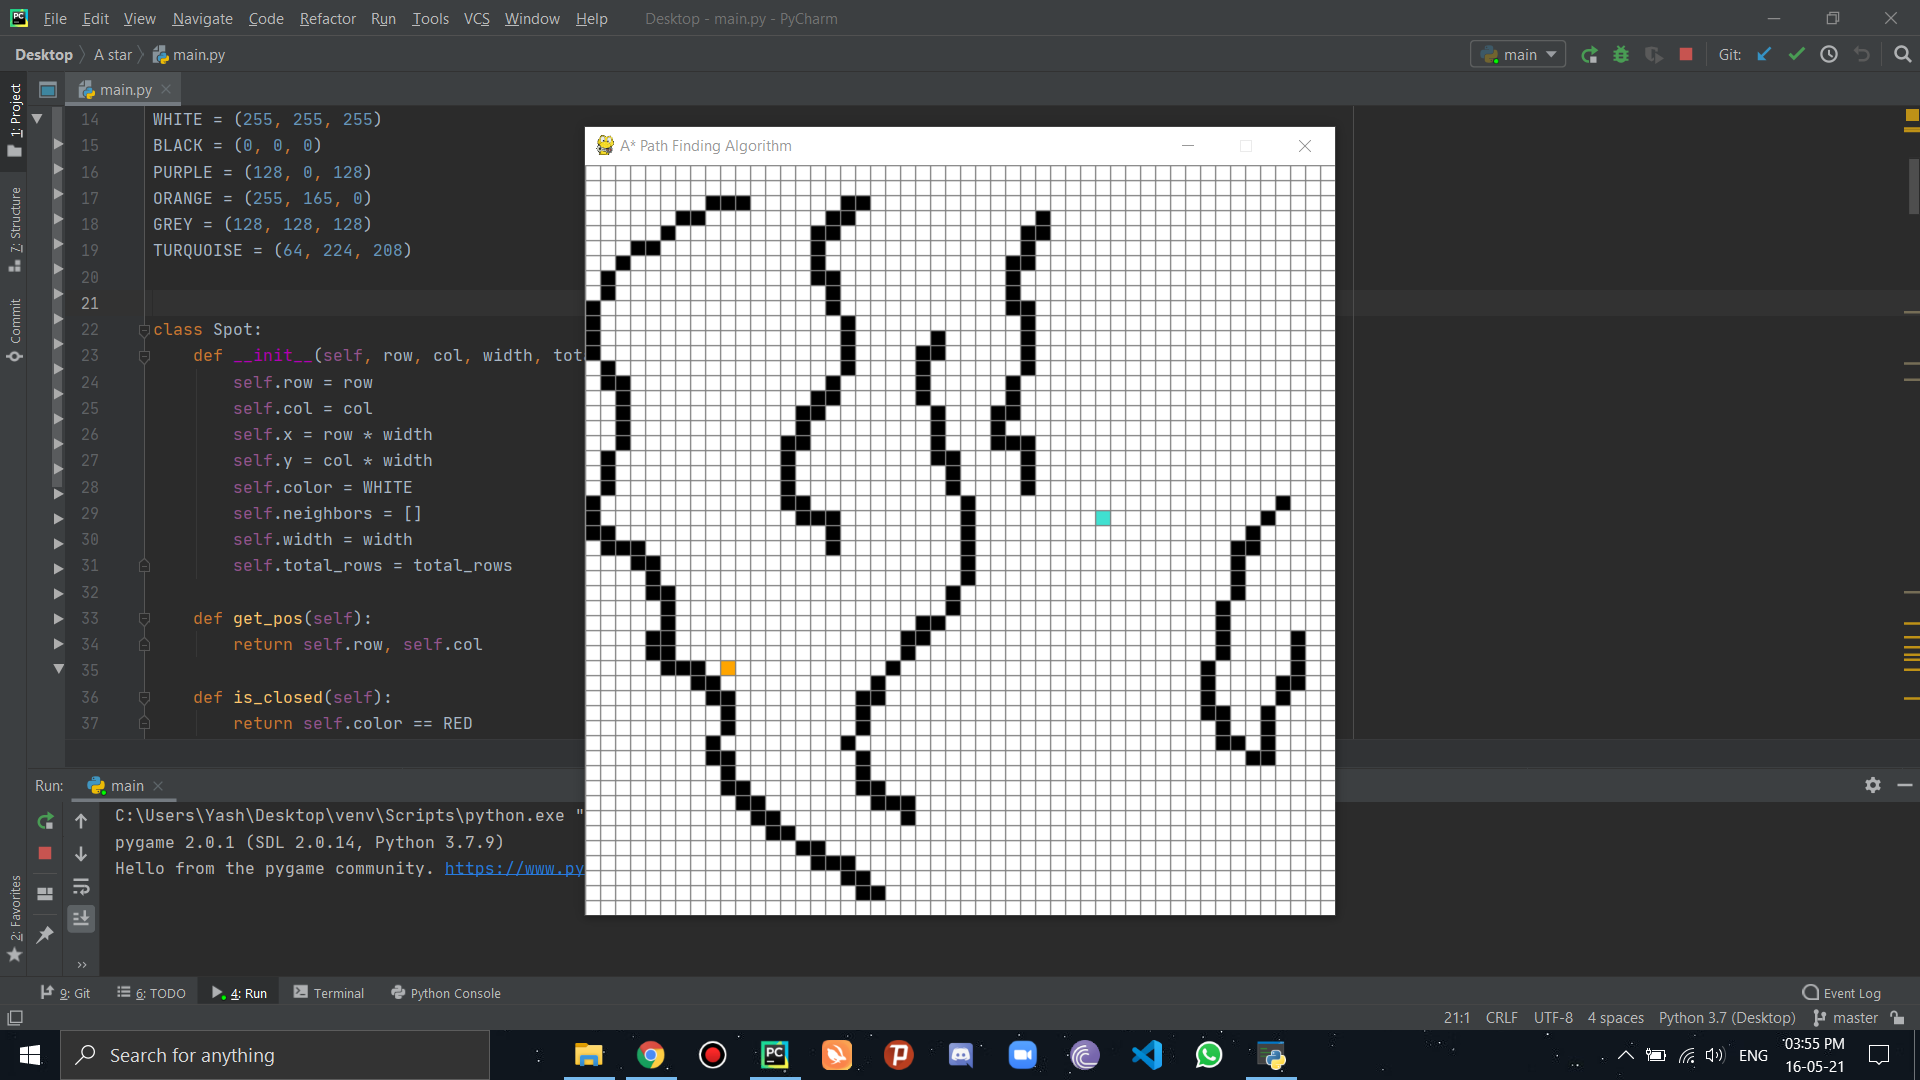 File Edit View Navigate Code Refactor Run Tools VCS Window Help Desktop - main.py - PyCharm
Desktop A star main.py main Git:
main.py
1: Project
7: Structure
Commit
2: Favorites
14 WHITE = (255, 255, 255)
15 BLACK = (0, 0, 0)
16 PURPLE = (128, 0, 128)
17 ORANGE = (255, 165, 0)
18 GREY = (128, 128, 128)
19 TURQUOISE = (64, 224, 208)
20
21
22 class Spot:
23 def __init__(self, row, col, width, tot
24 self.row = row
25 self.col = col
26 self.x = row * width
27 self.y = col * width
28 self.color = WHITE
29 self.neighbors = []
30 self.width = width
31 self.total_rows = total_rows
32
33 def get_pos(self):
34 return self.row, self.col
35
36 def is_closed(self):
37 return self.color == RED
A* Path Finding Algorithm
Run: main
C:\Users\Yash\Desktop\venv\Scripts\python.exe "
pygame 2.0.1 (SDL 2.0.14, Python 3.7.9)
Hello from the pygame community. https://www.py
9: Git 6: TODO 4: Run Terminal Python Console Event Log
21:1 CRLF UTF-8 4 spaces Python 3.7 (Desktop) master
Search for anything
ENG
03:55 PM
16-05-21